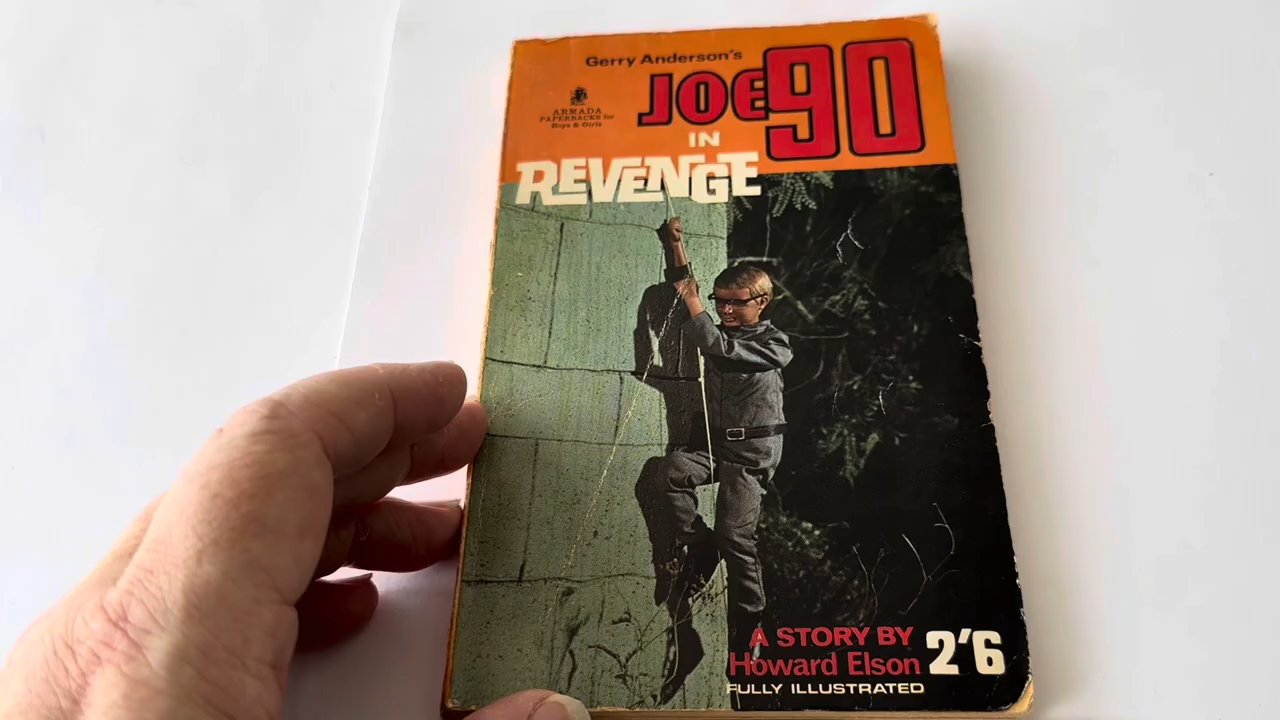 Gerry Anderson's
JOE 90
ARMADA
PAPERBACKS for
Boys & Girls
IN
REVENGE
A STORY BY
Howard Elson
2'6
FULLY ILLUSTRATED